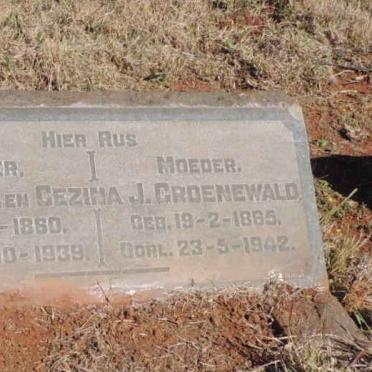 HIER RUS
R. MOEDER.
EN GEZINA J. GROENEWALD.
-1860. GEB. 19-2-1865.
0-1939. OORL. 23-5-1942.